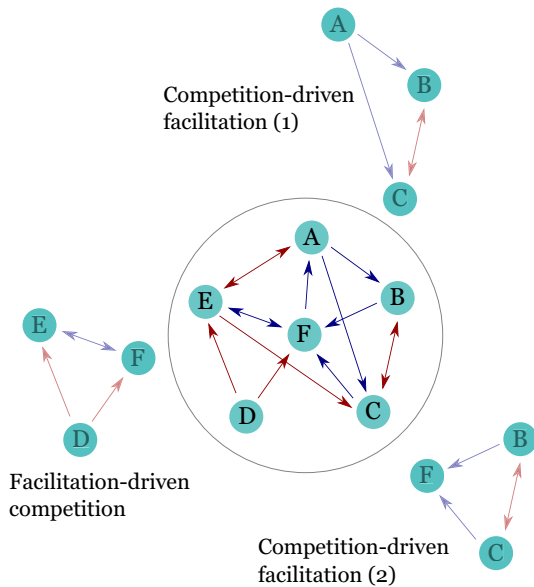 A
B
Competition-driven
facilitation (1)
C
A
E
B
F
E
F
D
C
D
B
F
Facilitation-driven
competition
C
Competition-driven
facilitation (2)